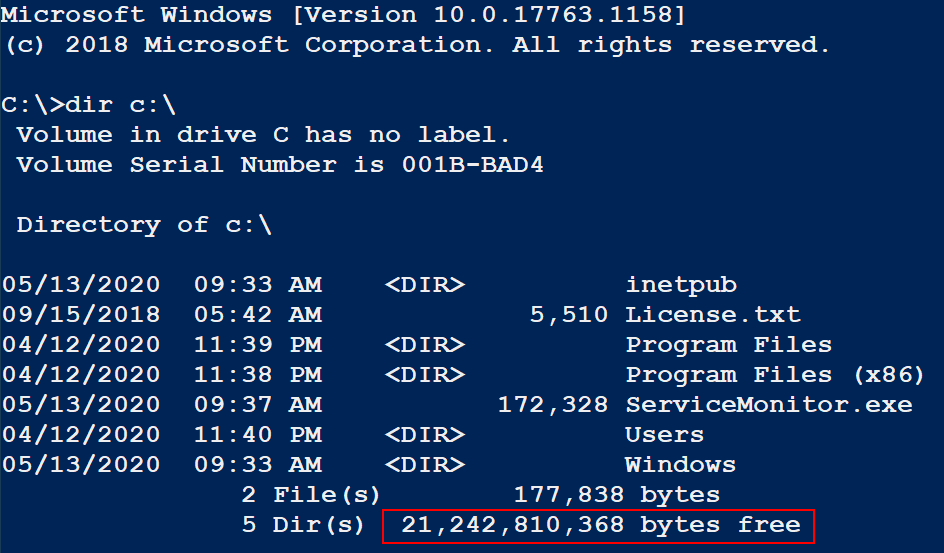 Microsoft Windows [Version 10.0.17763.1158]
(c) 2018 Microsoft Corporation. All rights reserved.
C:\>dir c:\
Volume in drive C has no label.
Volume Serial Number is 001B-BAD4
Directory of c:\
05/13/2020  09:33 AM    <DIR>          inetpub
09/15/2018  05:42 AM             5,510 License.txt
04/12/2020  11:39 PM    <DIR>          Program Files
04/12/2020  11:38 PM    <DIR>          Program Files (x86)
05/13/2020  09:37 AM           172,328 ServiceMonitor.exe
04/12/2020  11:40 PM    <DIR>          Users
05/13/2020  09:33 AM    <DIR>          Windows
               2 File(s)        177,838 bytes
               5 Dir(s)  21,242,810,368 bytes free